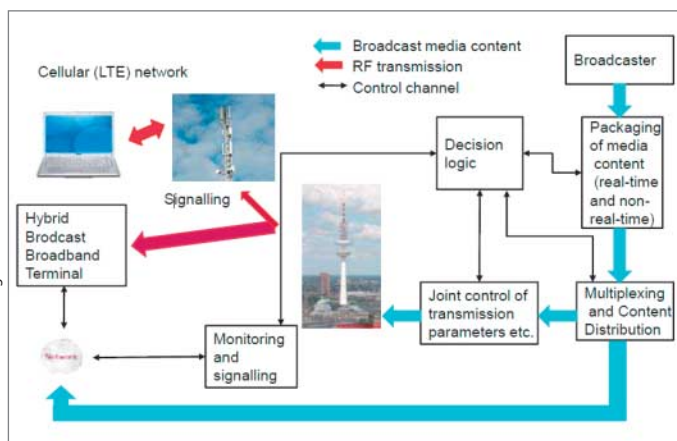 Broadcast media content
RF transmission
Control channel
Cellular (LTE) network
Broadcaster
Decision
logic
Packaging
of media
content
(real-time
and non-
real-time)
Signalling
Hybrid
Brodcast
Broadband
Terminal
Joint control of
transmission
parameters etc.
Multiplexing
and Content
Distribution
Monitoring
and
signalling
Network